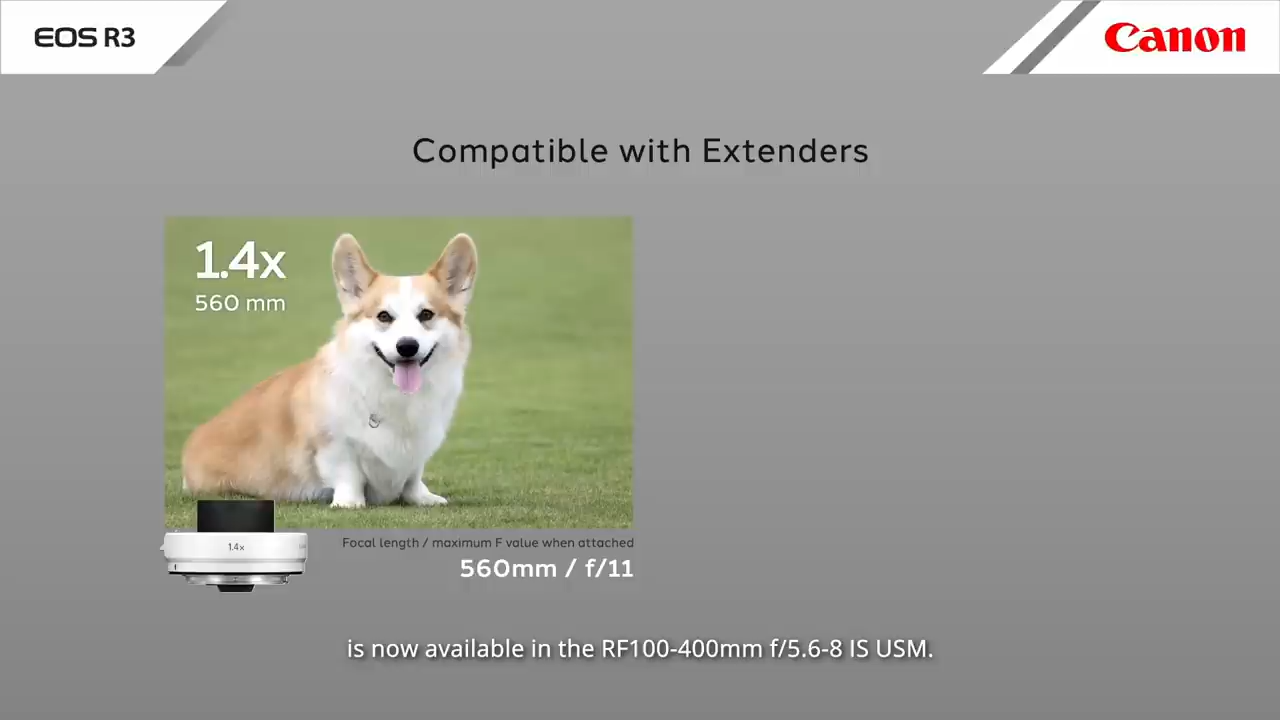 EOS R3
Canon
Compatible with Extenders
1.4x
560 mm
1.4x
Focal length / maximum F value when attached
560mm / f/11
is now available in the RF100-400mm f/5.6-8 IS USM.